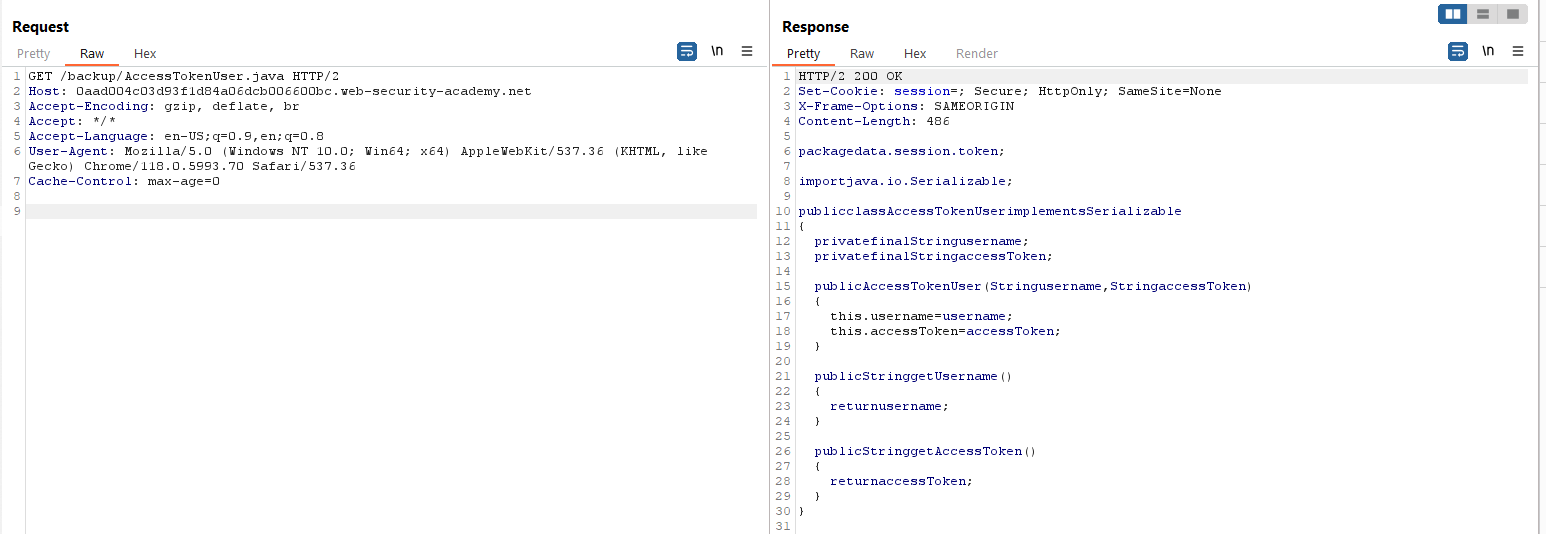 Request
Pretty Raw Hex
\n
1 GET /backup/AccessTokenUser.java HTTP/2
2 Host: 0aad004c03d93f1d84a06dcb006600bc.web-security-academy.net
3 Accept-Encoding: gzip, deflate, br
4 Accept: */*
5 Accept-Language: en-US;q=0.9,en;q=0.8
6 User-Agent: Mozilla/5.0 (Windows NT 10.0; Win64; x64) AppleWebKit/537.36 (KHTML, like
Gecko) Chrome/118.0.5993.70 Safari/537.36
7 Cache-Control: max-age=0
8
9
Response
Pretty Raw Hex Render
\n
1 HTTP/2 200 OK
2 Set-Cookie: session=; Secure; HttpOnly; SameSite=None
3 X-Frame-Options: SAMEORIGIN
4 Content-Length: 486
5
6 packagedata.session.token;
7
8 importjava.io.Serializable;
9
10 publicclassAccessTokenUserimplementsSerializable
11 {
12 privatefinalStringusername;
13 privatefinalStringaccessToken;
14
15 publicAccessTokenUser(Stringusername,StringaccessToken)
16 {
17 this.username=username;
18 this.accessToken=accessToken;
19 }
20
21 publicStringgetUsername()
22 {
23 returnusername;
24 }
25
26 publicStringgetAccessToken()
27 {
28 returnaccessToken;
29 }
30 }
31